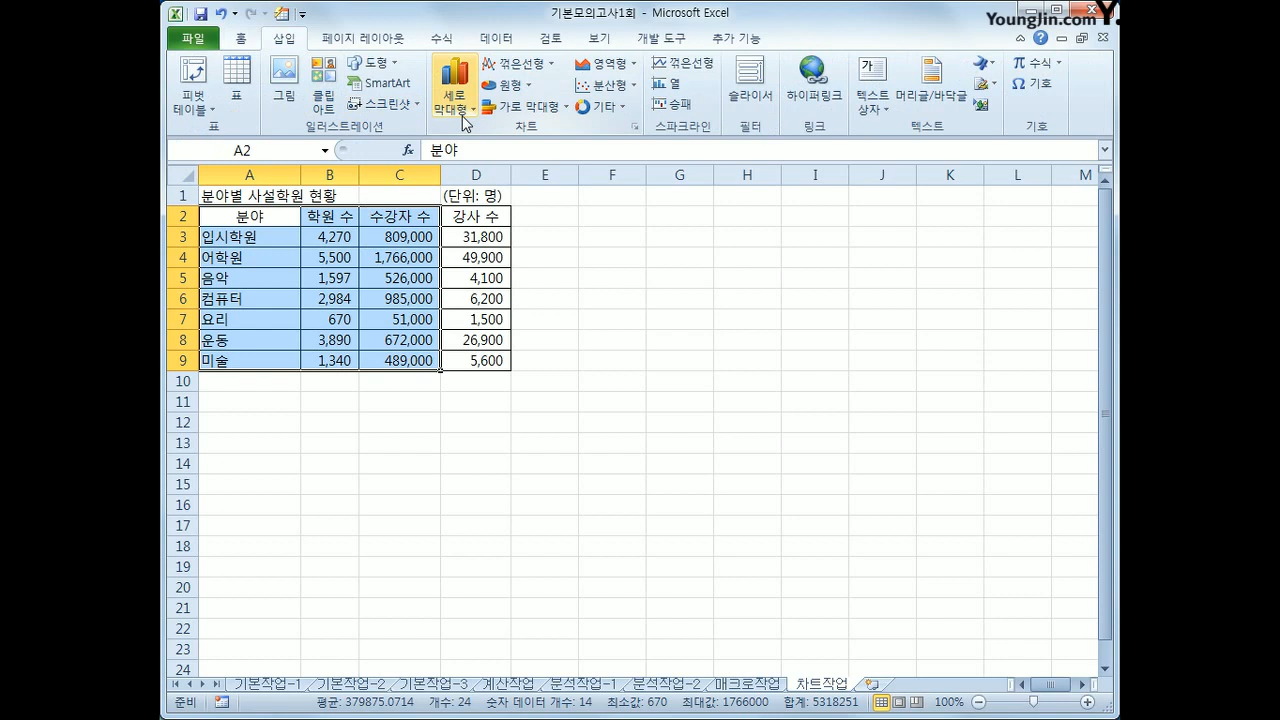 기본모의고사1회 - Microsoft Excel
YoungJin.com Y.
파일 홈 삽입 페이지 레이아웃 수식 데이터 검토 보기 개발 도구 추가 기능
피벗 테이블 표 그림 클립 아트 도형 SmartArt 스크린샷 세로 막대형 꺾은선형 원형 가로 막대형 영역형 분산형 기타 꺾은선형 열 승패 슬라이서 하이퍼링크 텍스트 상자 머리글/바닥글 수식 기호
표 일러스트레이션 차트 스파크라인 필터 링크 텍스트 기호
A2 fx 분야
A B C D E F G H I J K L M
1 분야별 사설학원 현황 (단위: 명)
2 분야 학원 수 수강자 수 강사 수
3 입시학원 4,270 809,000 31,800
4 어학원 5,500 1,766,000 49,900
5 음악 1,597 526,000 4,100
6 컴퓨터 2,984 985,000 6,200
7 요리 670 51,000 1,500
8 운동 3,890 672,000 26,900
9 미술 1,340 489,000 5,600
10
11
12
13
14
15
16
17
18
19
20
21
22
23
24
기본작업-1 기본작업-2 기본작업-3 계산작업 분석작업-1 분석작업-2 매크로작업 차트작업
준비 평균: 379875.0714 개수: 24 숫자 데이터 개수: 14 최소값: 670 최대값: 1766000 합계: 5318251 100%